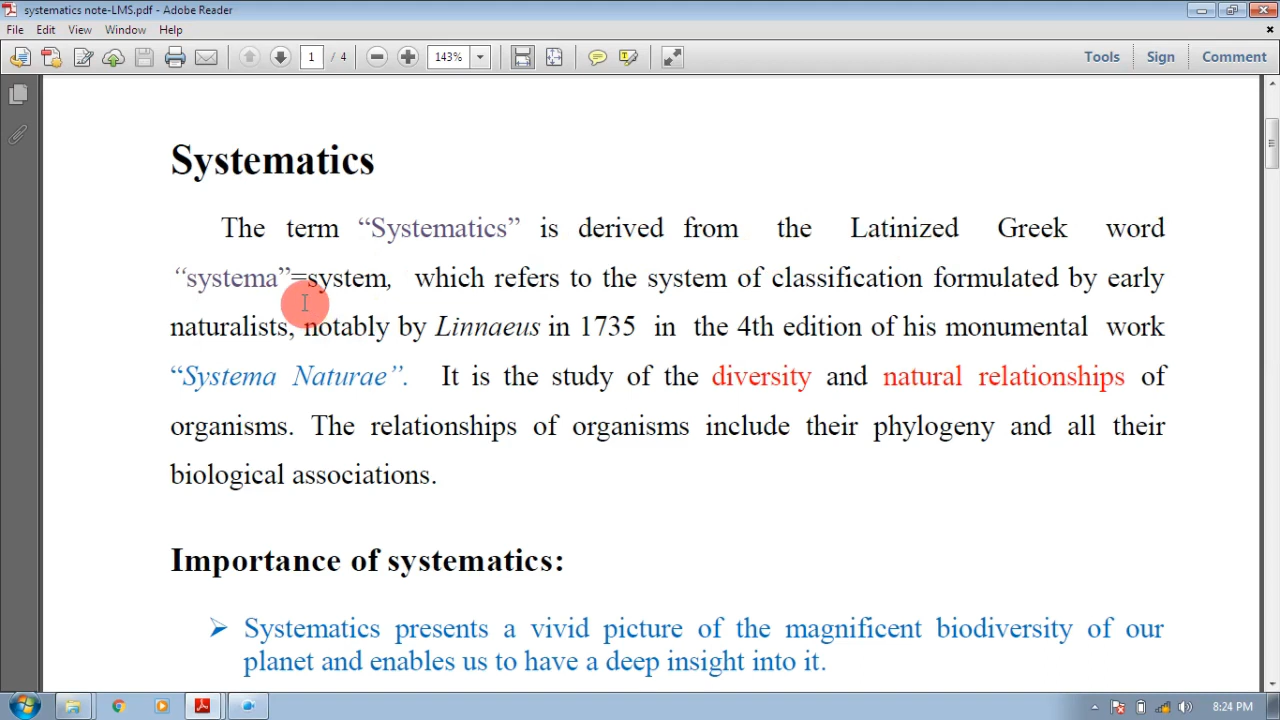 systematics note-LMS.pdf - Adobe Reader
File Edit View Window Help
1 / 4 143% Tools Sign Comment
Systematics
The term “Systematics” is derived from the Latinized Greek word
“systema”=system, which refers to the system of classification formulated by early
naturalists, notably by Linnaeus in 1735 in the 4th edition of his monumental work
“Systema Naturae”. It is the study of the diversity and natural relationships of
organisms. The relationships of organisms include their phylogeny and all their
biological associations.
Importance of systematics:
Systematics presents a vivid picture of the magnificent biodiversity of our
planet and enables us to have a deep insight into it.
8:24 PM